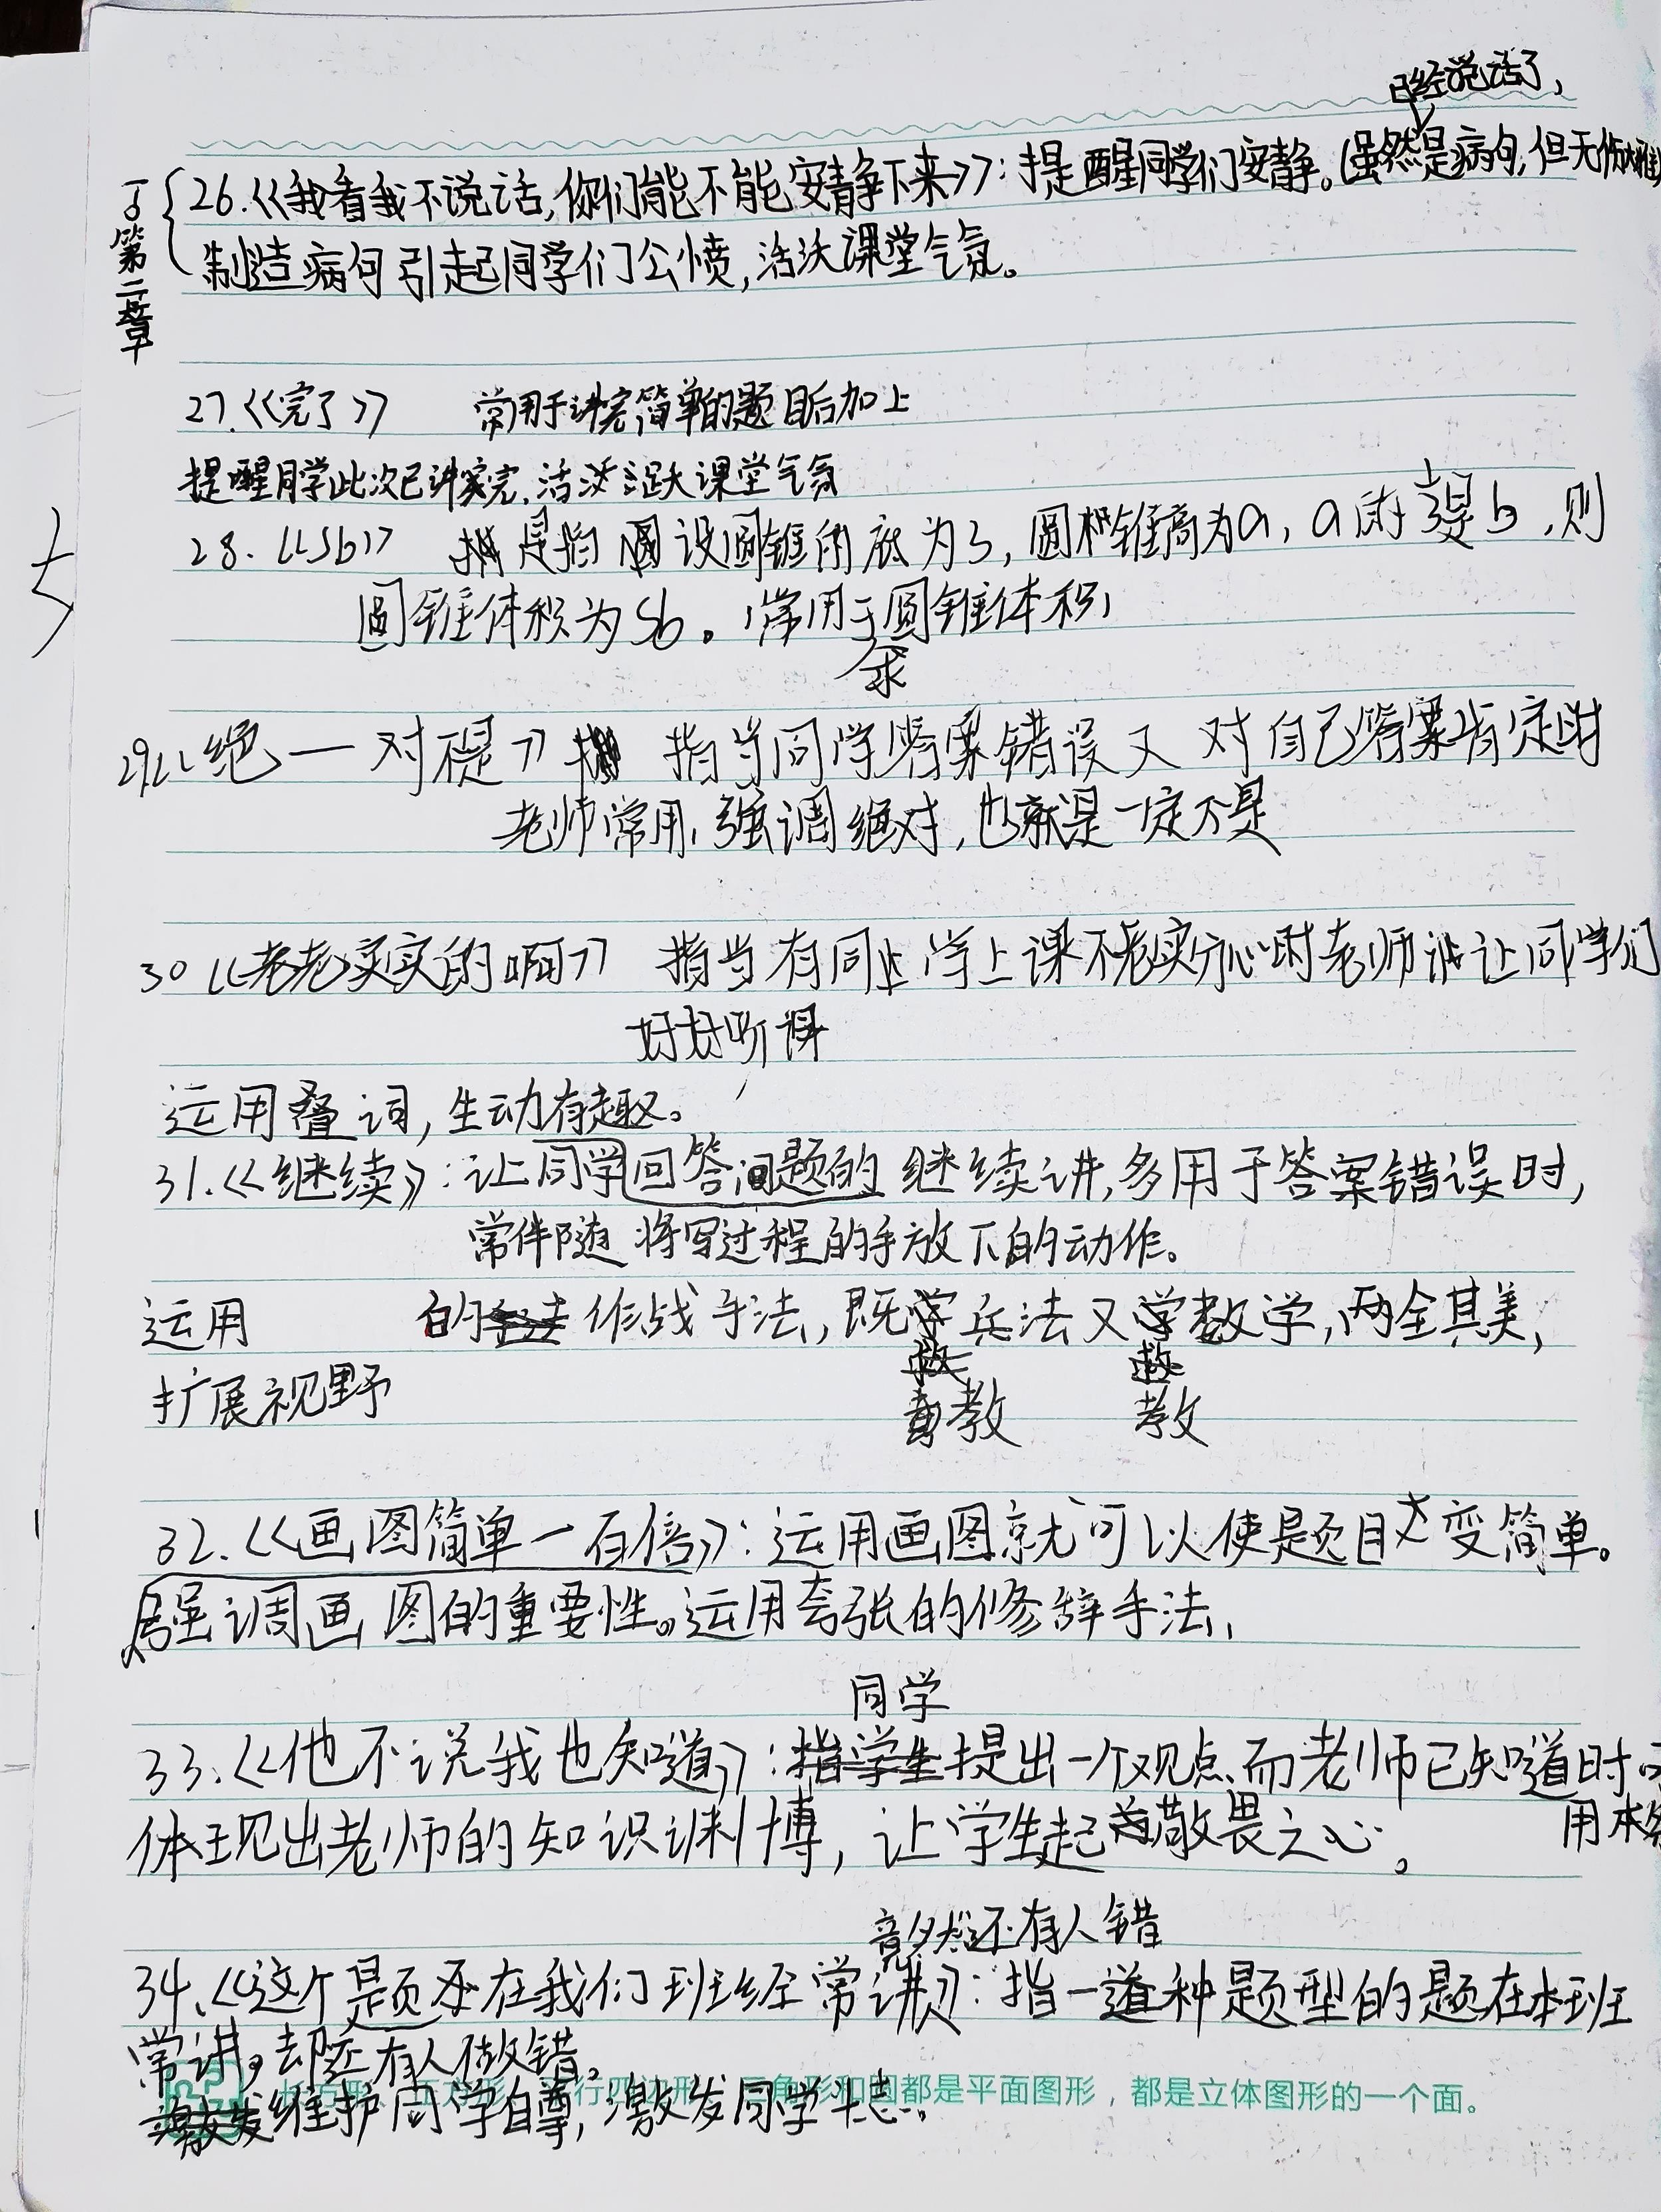 已经说话了,
26.《我看我不说话,你们能不能安静下来》:提醒同学们安静。(虽然是病句,但无伤大雅)
第二章
制造病句引起同学们公愤,活沃课堂气氛。
27.《完了》 常用于讲完简单的题目后加上
提醒同学此次已讲完,活沃课堂气氛
28.《Sb》 是指 设圆锥的底为S,圆锥高为a,a的1/3是b,则
圆锥体积为Sb。常用于圆锥体积
求
29.《绝一对是》 指当同学答案错误又对自己答案肯定时
老师常用,强调绝对,也就是一定不是
30《老老实实的啊》 指当有同学上课不老实分心时老师让同学们
好好听课
运用叠词,生动有趣。
31.《继续》:让同学回答问题的继续讲,多用于答案错误时,
常伴随将写过程的手放下的动作。
运用 的 作战手法,既学兵法又学数学,两全其美,
教 教
扩展视野
32.《画图简单一百倍》:运用画图就可以使题目变简单。
强调画图的重要性。运用夸张的修辞手法,
同学
33.《他不说我也知道》:指学生提出一个观点而老师已知道时
用本
体现出老师的知识渊博,让学生起敬畏之心。
竟然还有人错
34.《这个题还在我们班经常讲》:指一道种题型的题在本班
常讲。却还有人做错。
激发维护同学自尊,激发同学斗志。
行四边形、 角形和圆都是平面图形,都是立体图形的一个面。